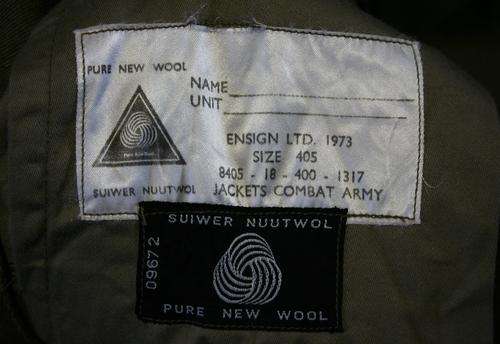 PURE NEW WOOL
NAME
UNIT
ENSIGN LTD. 1973
SIZE 405
8405 - 18 - 400 - 1317
SUIWER NUUTWOL
JACKETS COMBAT ARMY
SUIWER NUUTWOL
09672
PURE NEW WOOL